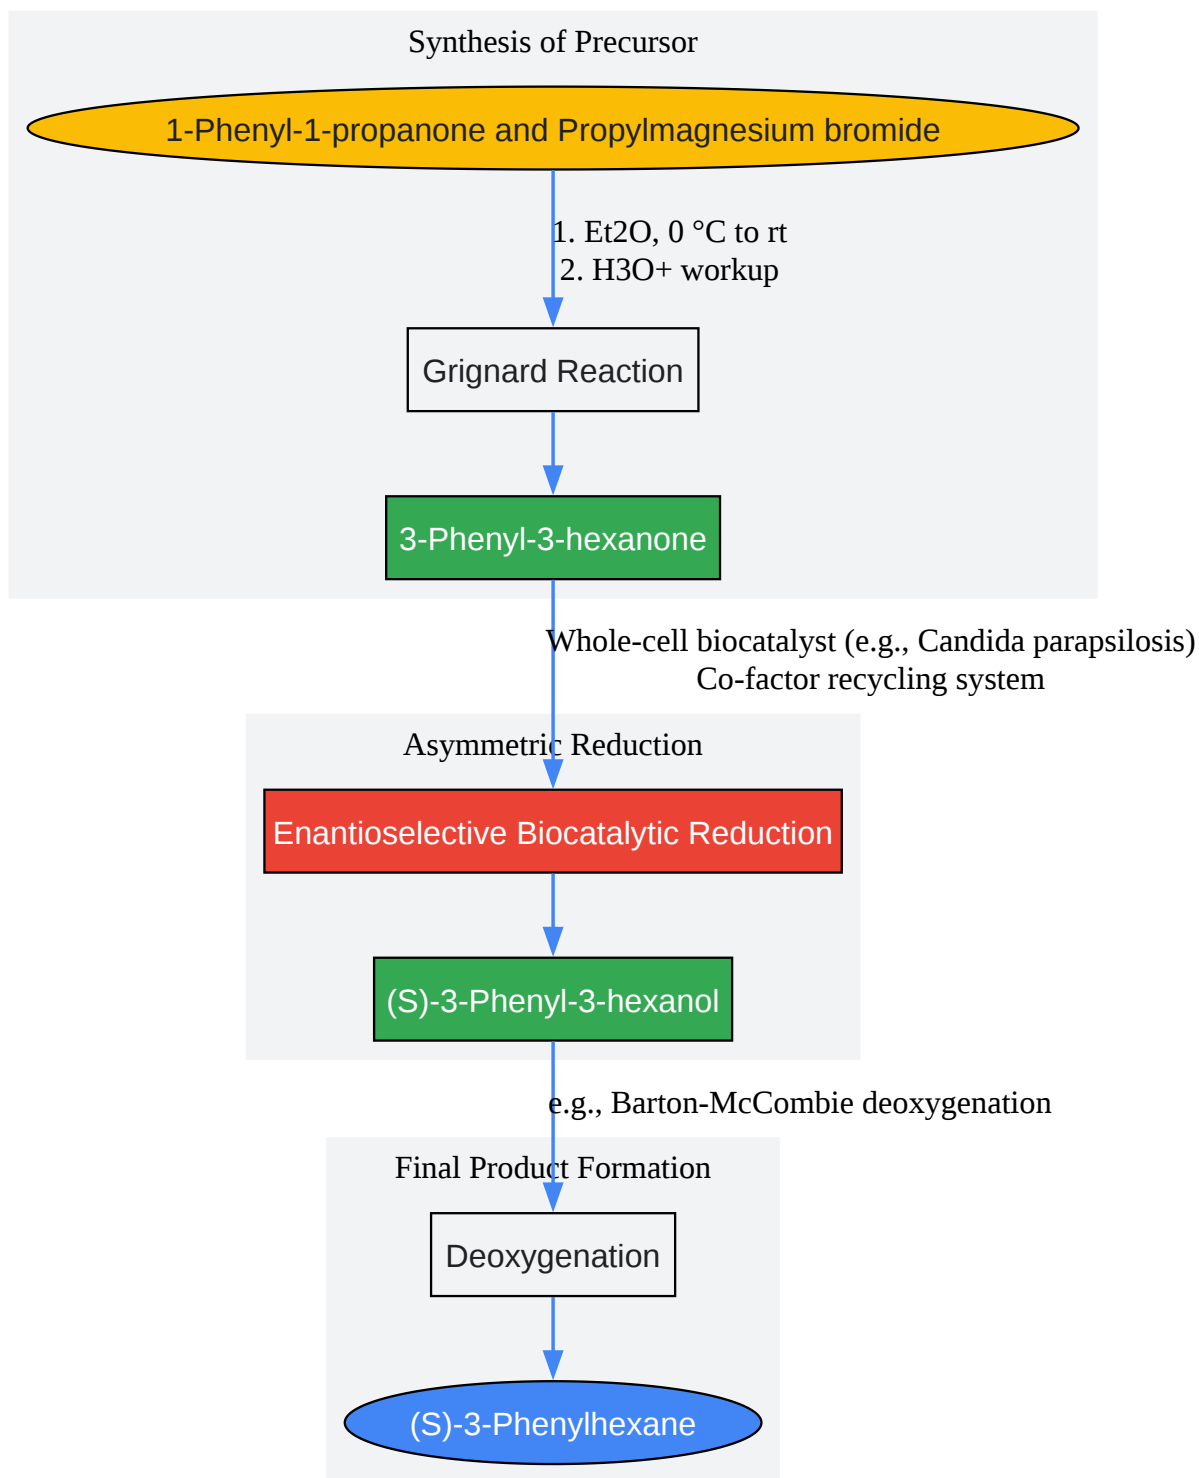 Synthesis of Precursor
1-Phenyl-1-propanone and Propylmagnesium bromide
1. Et2O, 0 °C to rt
2. H3O+ workup
Grignard Reaction
3-Phenyl-3-hexanone
Whole-cell biocatalyst (e.g., Candida parapsilosis)
Co-factor recycling system
Asymmetric Reduction
Enantioselective Biocatalytic Reduction
(S)-3-Phenyl-3-hexanol
e.g., Barton-McCombie deoxygenation
Final Product Formation
Deoxygenation
(S)-3-Phenylhexane